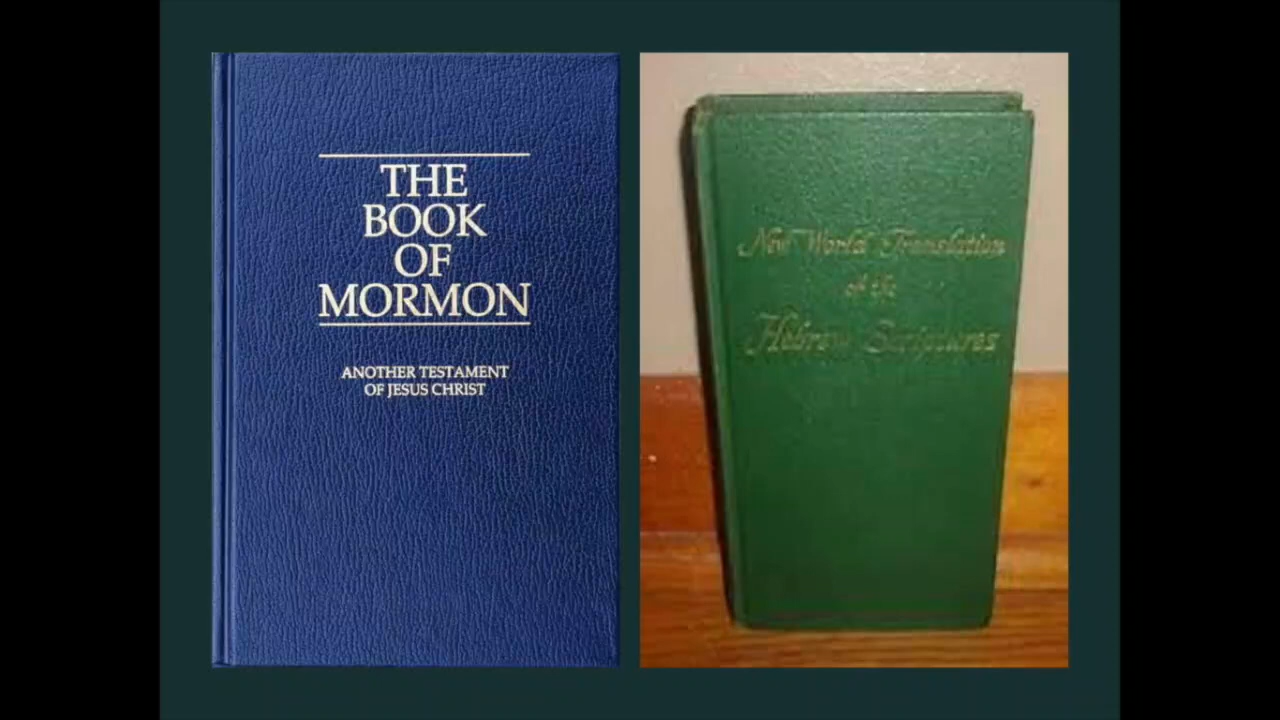 THE
BOOK
OF
MORMON
ANOTHER TESTAMENT
OF JESUS CHRIST
New World Translation
of the
Hebrew Scriptures